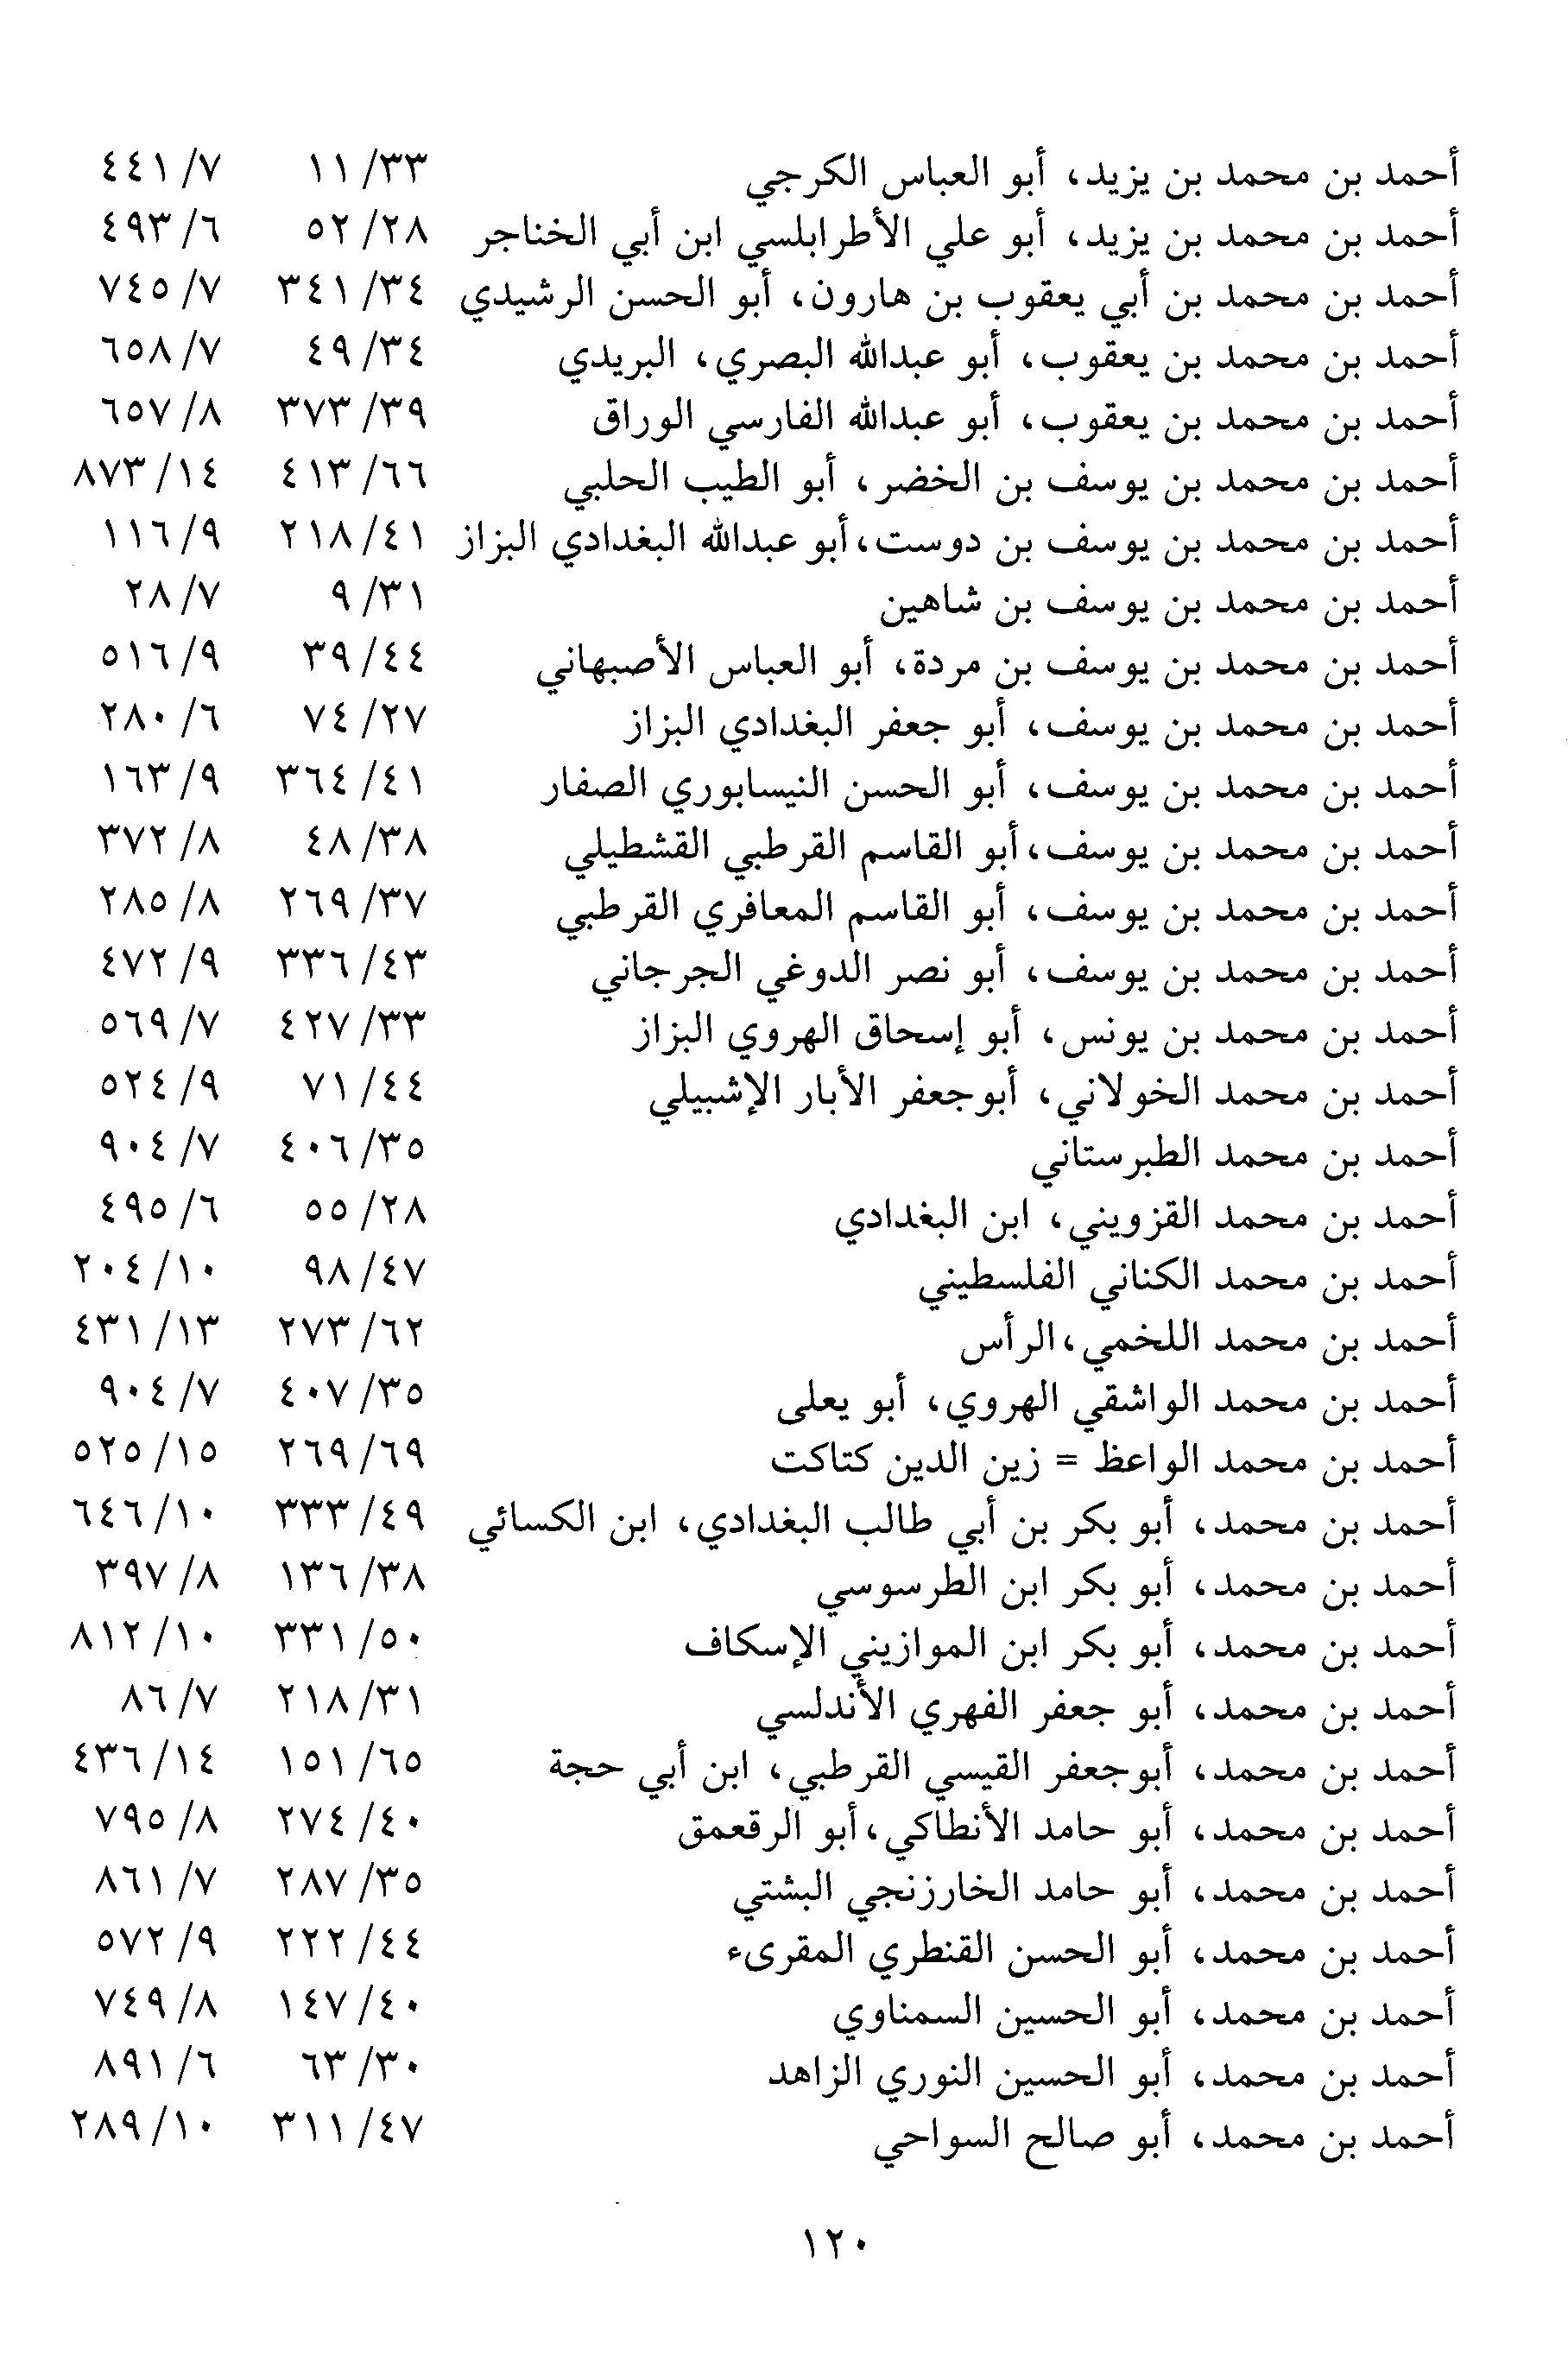 أحمد بن محمد بن يزيد، أبو العباس الكرجي ٣٣/ ١١ ٧/ ٤٤١
أحمد بن محمد بن يزيد، أبو علي الأطرابلسي ابن أبي الخناجر ٢٨/ ٥٢ ٦/ ٤٩٣
أحمد بن محمد بن أبي يعقوب بن هارون، أبو الحسن الرشيدي ٣٤/ ٣٤١ ٧/ ٧٤٥
أحمد بن محمد بن يعقوب، أبو عبدالله البصري، البريدي ٣٤/ ٤٩ ٧/ ٦٥٨
أحمد بن محمد بن يعقوب، أبو عبدالله الفارسي الوراق ٣٩/ ٣٧٣ ٨/ ٦٥٧
أحمد بن محمد بن يوسف بن الخضر، أبو الطيب الحلبي ٦٦/ ٤١٣ ١٤/ ٨٧٣
أحمد بن محمد بن يوسف بن دوست،أبو عبدالله البغدادي البزاز ٤١/ ٢١٨ ٩/ ١١٦
أحمد بن محمد بن يوسف بن شاهين ٣١/ ٩ ٧/ ٢٨
أحمد بن محمد بن يوسف بن مردة، أبو العباس الأصبهاني ٤٤/ ٣٩ ٩/ ٥١٦
أحمد بن محمد بن يوسف، أبو جعفر البغدادي البزاز ٢٧/ ٧٤ ٦/ ٢٨٠
أحمد بن محمد بن يوسف، أبو الحسن النيسابوري الصفار ٤١/ ٣٦٤ ٩/ ١٦٣
أحمد بن محمد بن يوسف،أبو القاسم القرطبي القشطيلي ٣٨/ ٤٨ ٨/ ٣٧٢
أحمد بن محمد بن يوسف، أبو القاسم المعافري القرطبي ٣٧/ ٢٦٩ ٨/ ٢٨٥
أحمد بن محمد بن يوسف، أبو نصر الدوغي الجرجاني ٤٣/ ٣٣٦ ٩/ ٤٧٢
أحمد بن محمد بن يونس، أبو إسحاق الهروي البزاز ٣٣/ ٤٢٧ ٧/ ٥٦٩
أحمد بن محمد الخولاني، أبوجعفر الأبار الإشبيلي ٤٤/ ٧١ ٩/ ٥٢٤
أحمد بن محمد الطبرستاني ٣٥/ ٤٠٦ ٧/ ٩٠٤
أحمد بن محمد القزويني، ابن البغدادي ٢٨/ ٥٥ ٦/ ٤٩٥
أحمد بن محمد الكناني الفلسطيني ٤٧/ ٩٨ ١٠/ ٢٠٤
أحمد بن محمد اللخمي،الرأس ٦٢/ ٢٧٣ ١٣/ ٤٣١
أحمد بن محمد الواشقي الهروي، أبو يعلى ٣٥/ ٤٠٧ ٧/ ٩٠٤
أحمد بن محمد الواعظ = زين الدين كتاكت ٦٩/ ٢٦٩ ١٥/ ٥٢٥
أحمد بن محمد، أبو بكر بن أبي طالب البغدادي، ابن الكسائي ٤٩/ ٣٣٣ ١٠/ ٦٤٦
أحمد بن محمد، أبو بكر ابن الطرسوسي ٣٨/ ١٣٦ ٨/ ٣٩٧
أحمد بن محمد، أبو بكر ابن الموازيني الإسكاف ٥٠/ ٣٣١ ١٠/ ٨١٢
أحمد بن محمد، أبو جعفر الفهري الأندلسي ٣١/ ٢١٨ ٧/ ٨٦
أحمد بن محمد، أبوجعفر القيسي القرطبي، ابن أبي حجة ٦٥/ ١٥١ ١٤/ ٤٣٦
أحمد بن محمد، أبو حامد الأنطاكي،أبو الرقعمق ٤٠/ ٢٧٤ ٨/ ٧٩٥
أحمد بن محمد، أبو حامد الخارزنجي البشتي ٣٥/ ٢٨٧ ٧/ ٨٦١
أحمد بن محمد، أبو الحسن القنطري المقرىء ٤٤/ ٢٢٢ ٩/ ٥٧٢
أحمد بن محمد، أبو الحسين السمناوي ٤٠/ ١٤٧ ٨/ ٧٤٩
أحمد بن محمد، أبو الحسين النوري الزاهد ٣٠/ ٦٣ ٦/ ٨٩١
أحمد بن محمد، أبو صالح السواحي ٤٧/ ٣١١ ١٠/ ٢٨٩
١٢٠